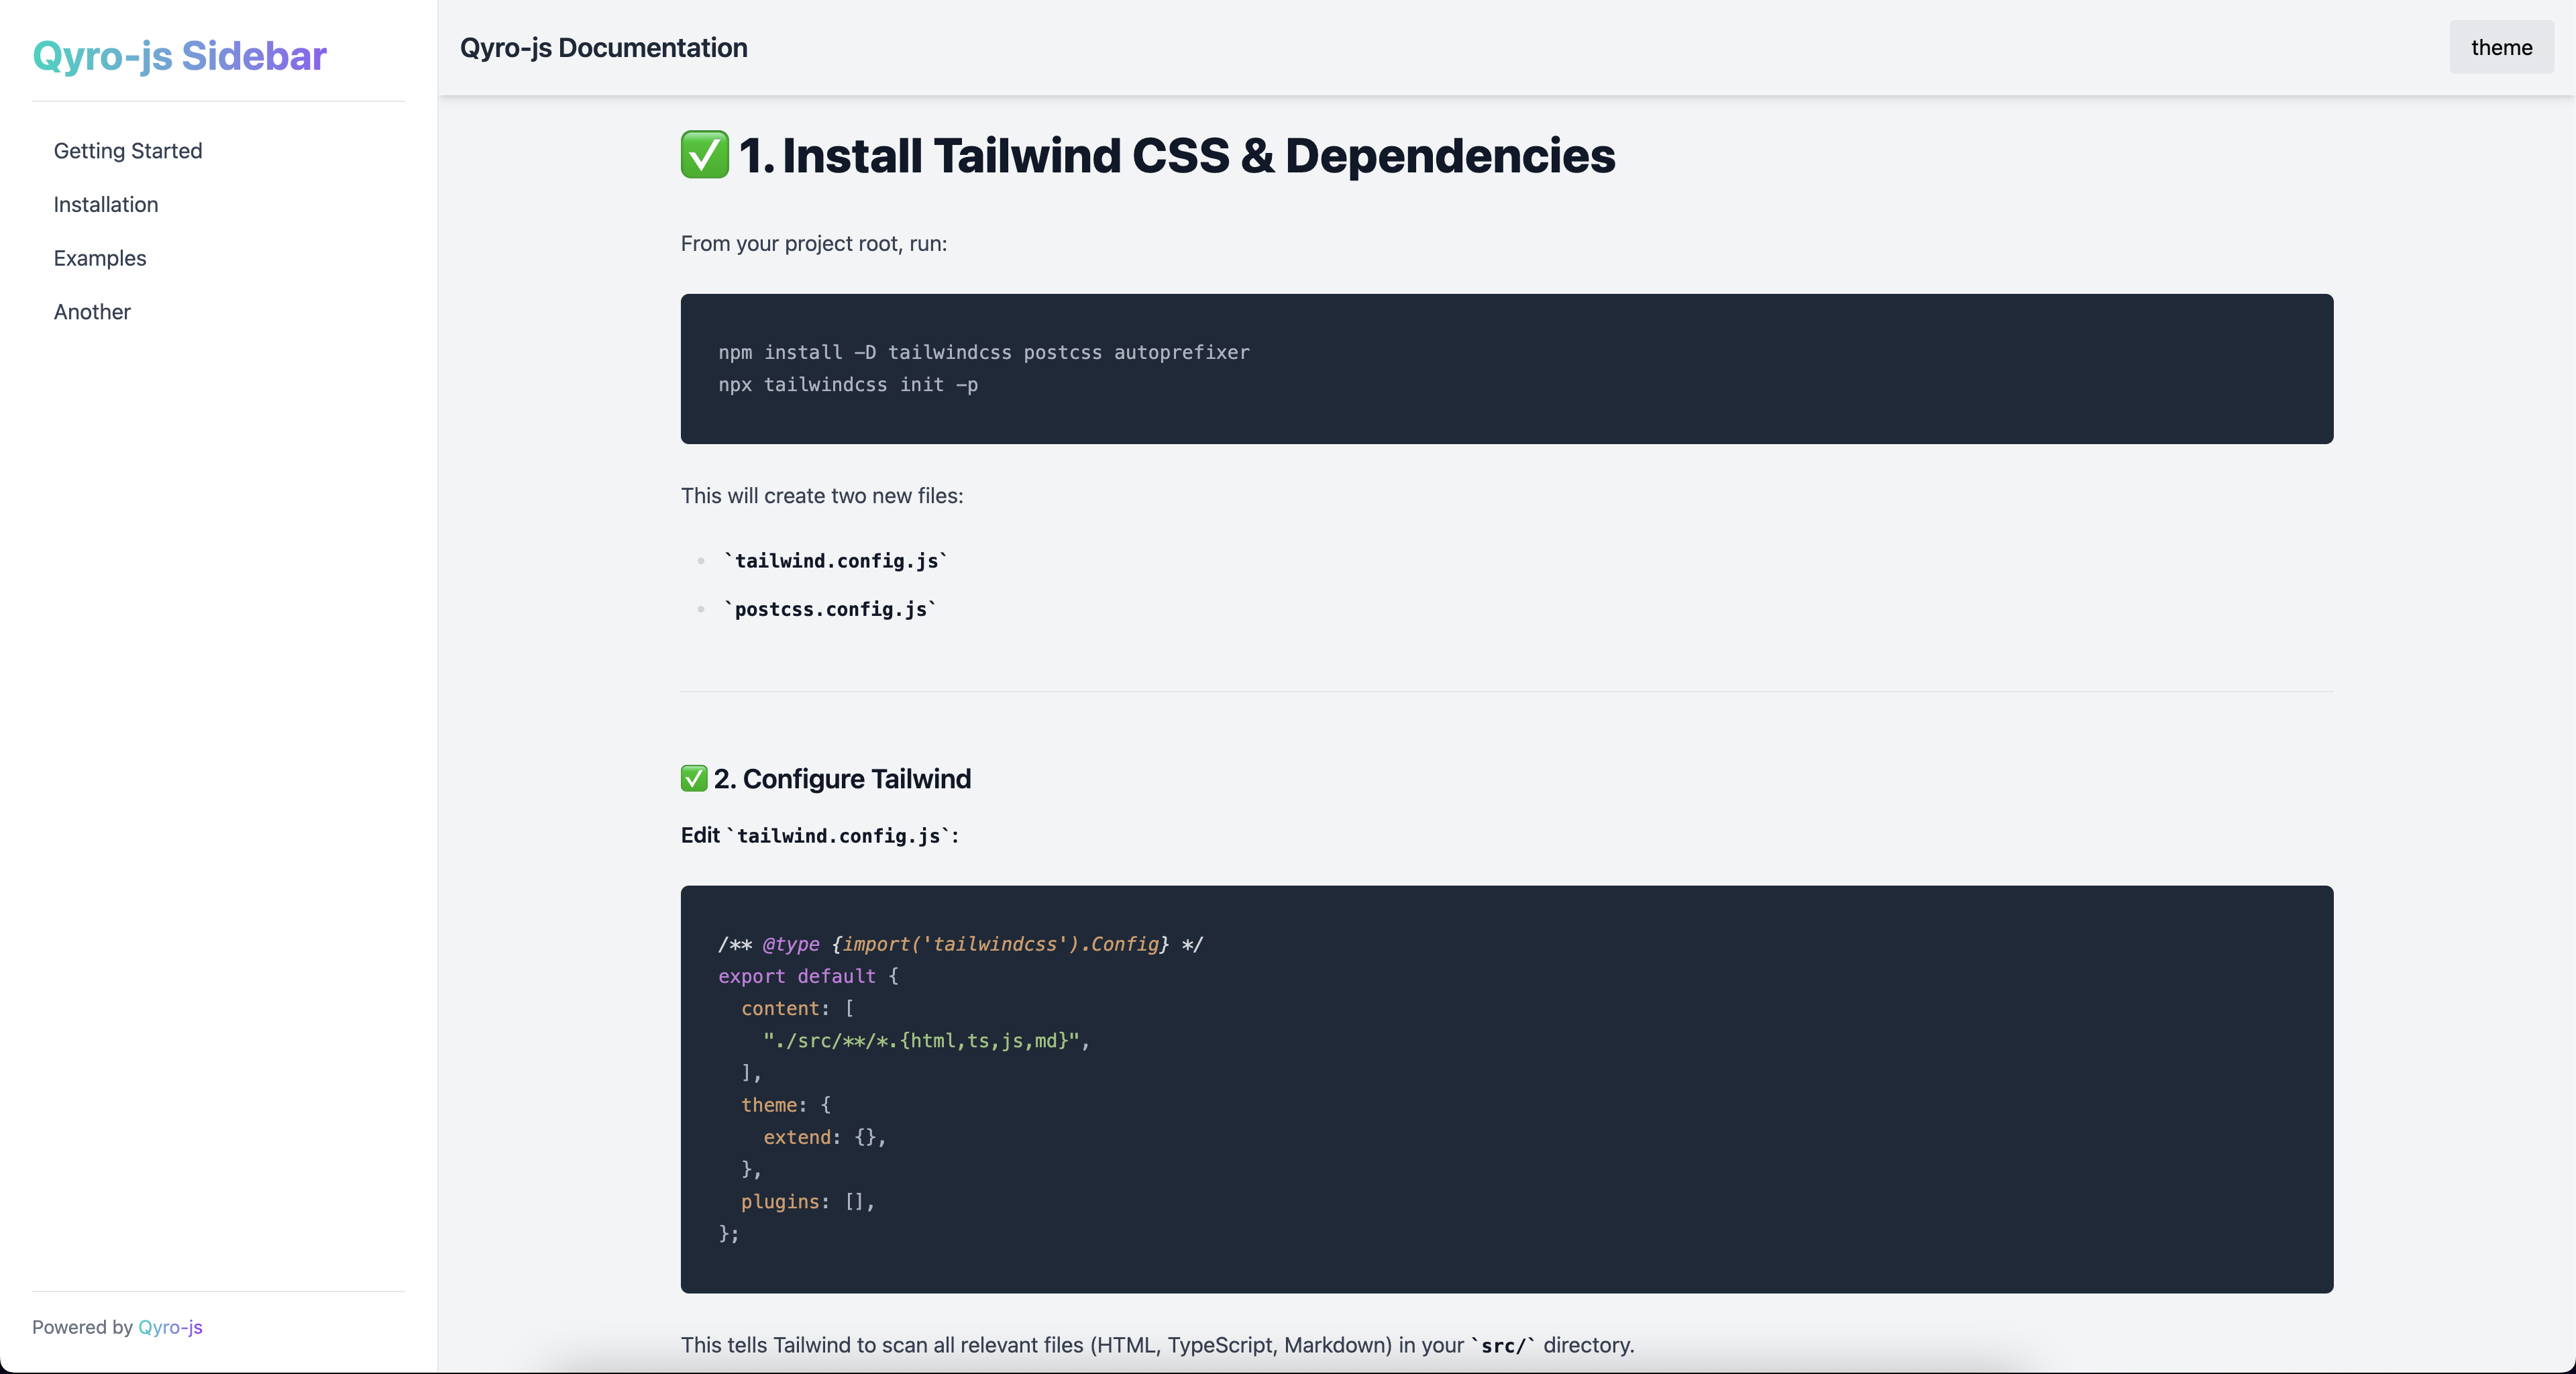 Qyro-js Sidebar
Getting Started
Installation
Examples
Another
Powered by Qyro-js
Qyro-js Documentation
theme
✅ 1. Install Tailwind CSS & Dependencies
From your project root, run:
npm install -D tailwindcss postcss autoprefixer
npx tailwindcss init -p
This will create two new files:
• `tailwind.config.js`
• `postcss.config.js`
✅ 2. Configure Tailwind
Edit `tailwind.config.js`:
/** @type {import('tailwindcss').Config} */
export default {
  content: [
    "./src/**/*.{html,ts,js,md}",
  ],
  theme: {
    extend: {},
  },
  plugins: [],
};
This tells Tailwind to scan all relevant files (HTML, TypeScript, Markdown) in your `src/` directory.